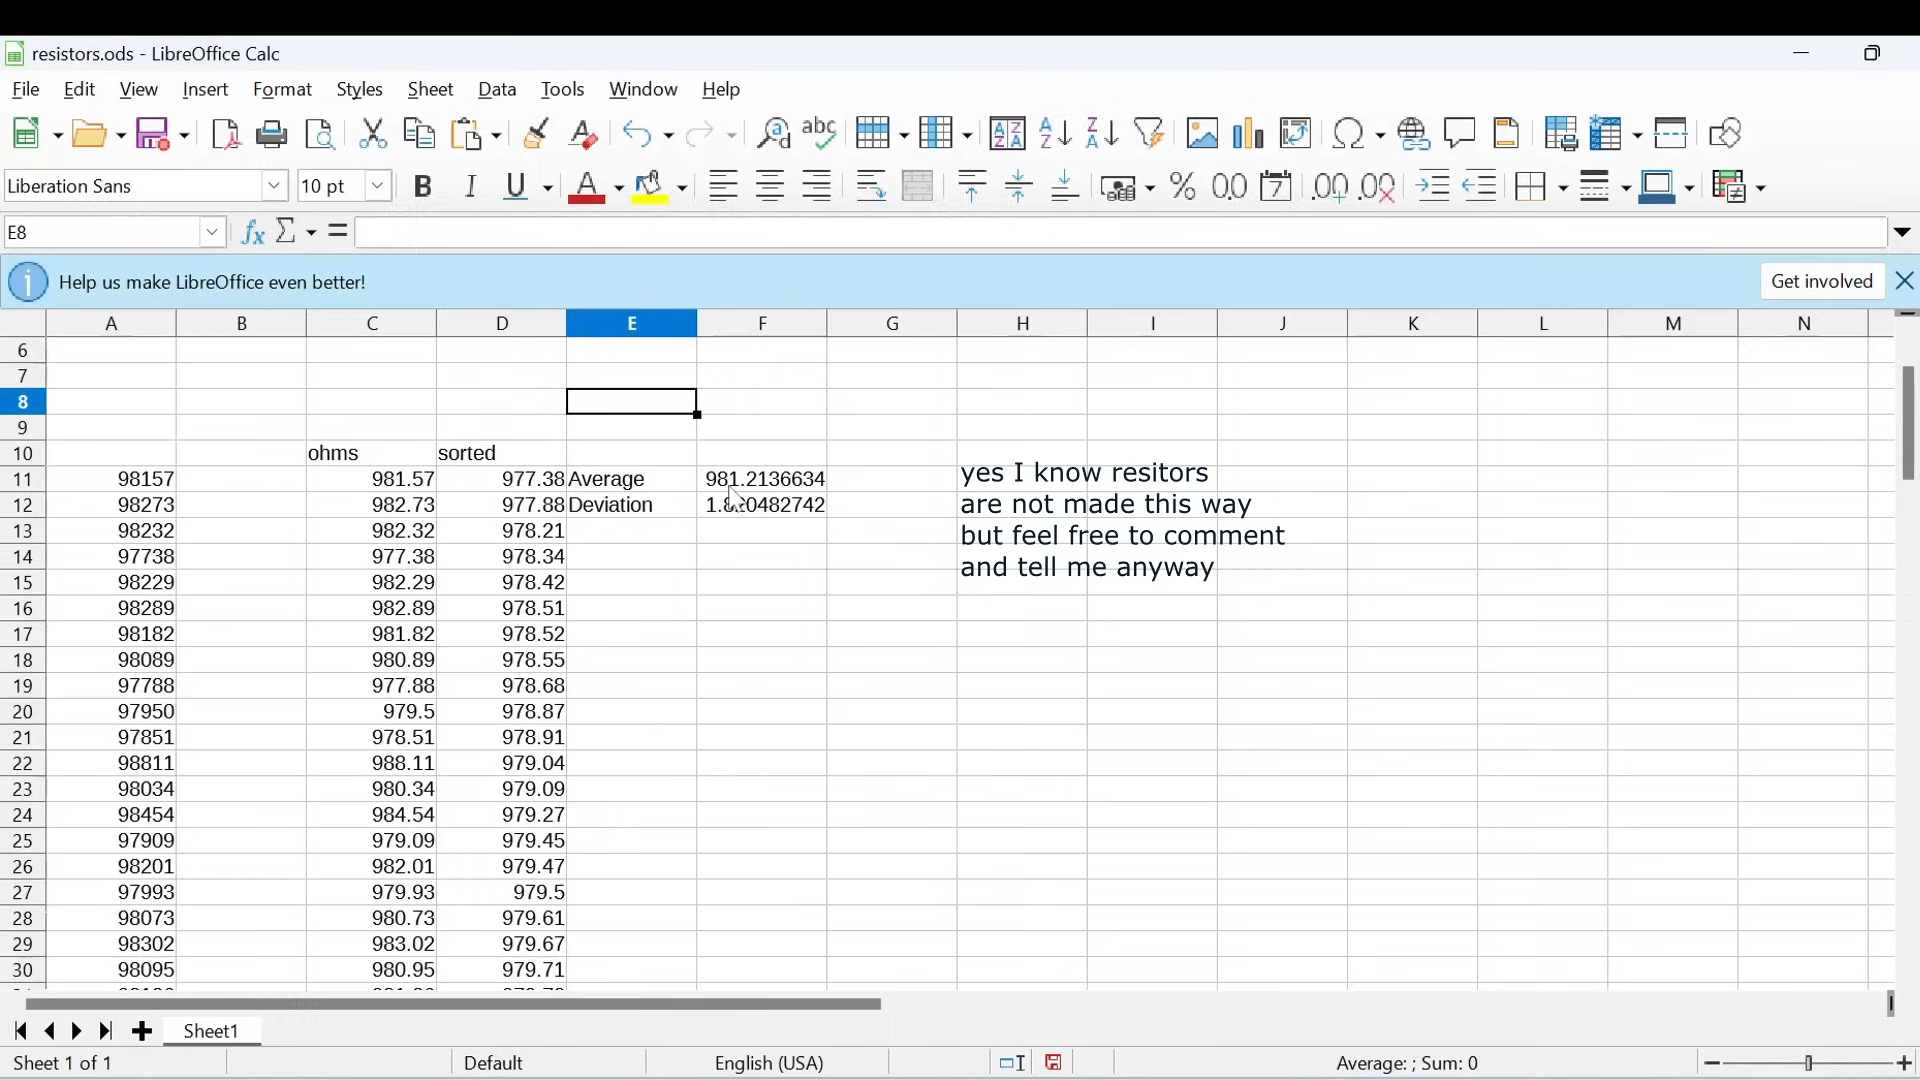 resistors.ods - LibreOffice Calc
File Edit View Insert Format Styles Sheet Data Tools Window Help
Liberation Sans 10 pt
E8
Help us make LibreOffice even better! Get involved
A B C D E F G H I J K L M N
6
7
8
9
10 ohms sorted
11 98157 981.57 977.38 Average 981.2136634
12 98273 982.73 977.88 Deviation
13 98232 982.32 978.21
14 97738 977.38 978.34
15 98229 982.29 978.42
16 98289 982.89 978.51
17 98182 981.82 978.52
18 98089 980.89 978.55
19 97788 977.88 978.68
20 97950 979.5 978.87
21 97851 978.51 978.91
22 98811 988.11 979.04
23 98034 980.34 979.09
24 98454 984.54 979.27
25 97909 979.09 979.45
26 98201 982.01 979.47
27 97993 979.93 979.5
28 98073 980.73 979.61
29 98302 983.02 979.67
30 98095 980.95 979.71
yes I know resitors
are not made this way
but feel free to comment
and tell me anyway
Sheet1
Sheet 1 of 1 Default English (USA) Average: ; Sum: 0